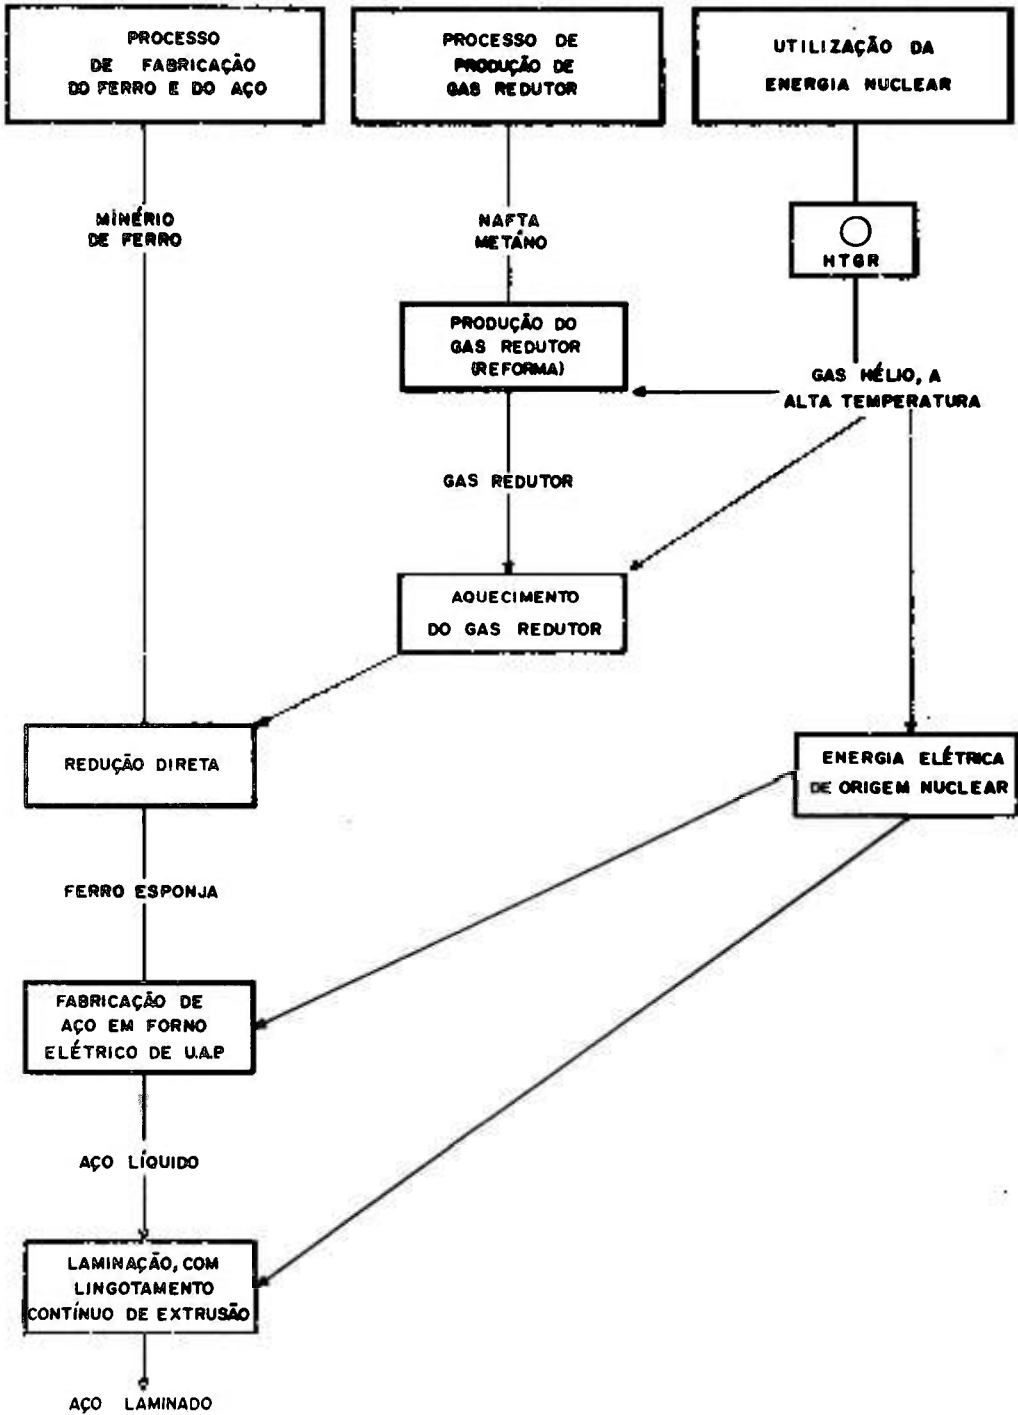 PROCESSO
DE FABRICAÇÃO
DO FERRO E DO AÇO
PROCESSO DE
PRODUÇÃO DE
GAS REDUTOR
UTILIZAÇÃO DA
ENERGIA NUCLEAR
MINÉRIO
DE FERRO
NAFTA
METÁNO
HTGR
PRODUÇÃO DO
GAS REDUTOR
(REFORMA)
GAS HÉLIO, A
ALTA TEMPERATURA
GAS REDUTOR
AQUECIMENTO
DO GAS REDUTOR
REDUÇÃO DIRETA
ENERGIA ELÉTRICA
DE ORIGEM NUCLEAR
FERRO ESPONJA
FABRICAÇÃO DE
AÇO EM FORNO
ELÉTRICO DE U.A.P
AÇO LÍQUIDO
LAMINAÇÃO, COM
LINGOTAMENTO
CONTÍNUO DE EXTRUSÃO
AÇO LAMINADO